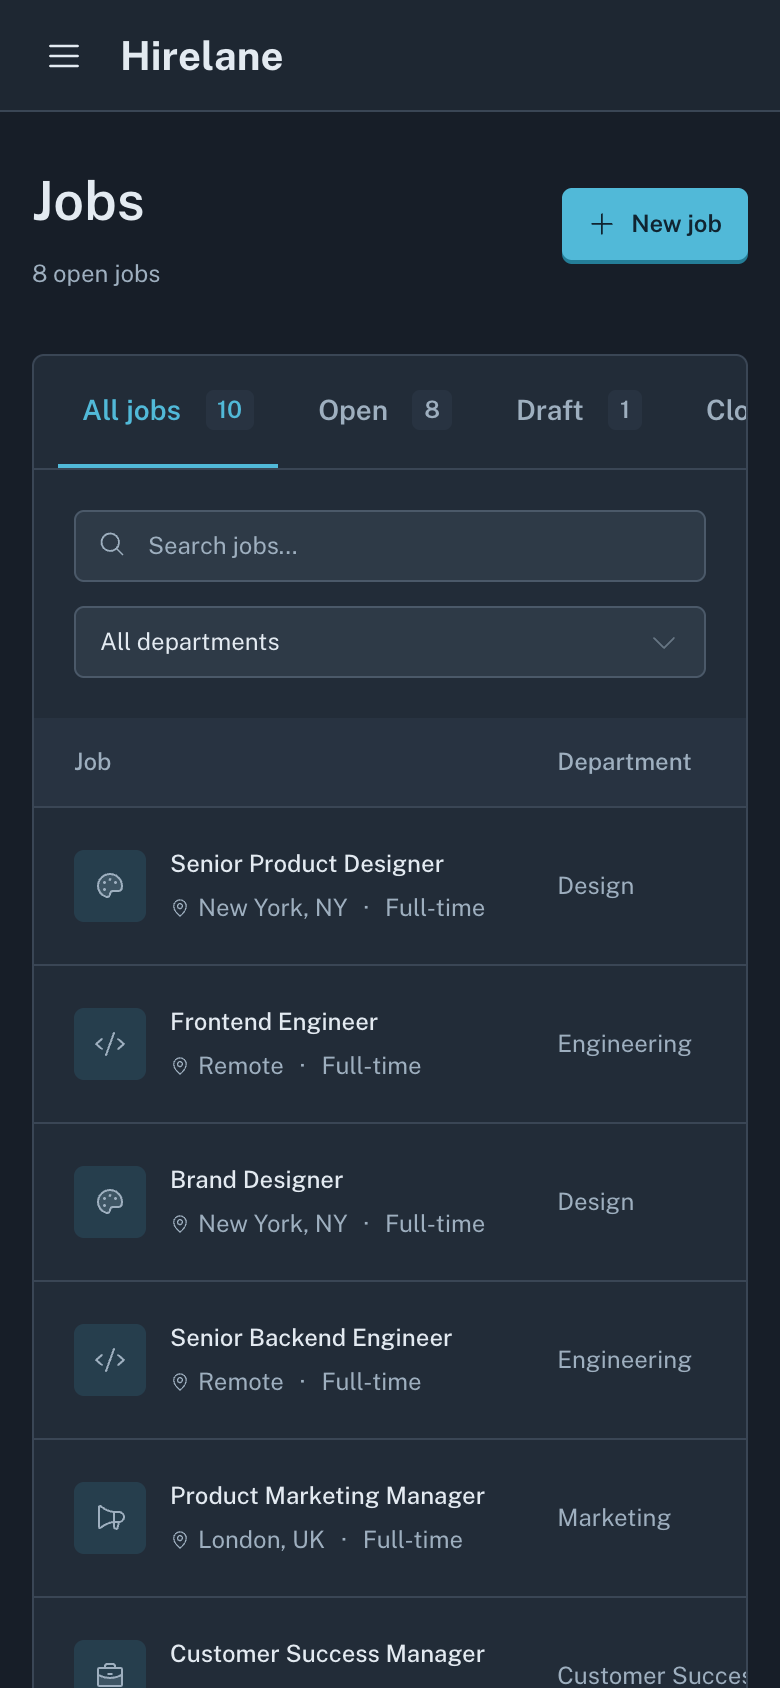 Hirelane
Jobs
New job
8 open jobs
All jobs 10 Open 8 Draft 1 Clo
Search jobs...
All departments
Job Department
Senior Product Designer
New York, NY · Full-time
Design
Frontend Engineer
Remote · Full-time
Engineering
Brand Designer
New York, NY · Full-time
Design
Senior Backend Engineer
Remote · Full-time
Engineering
Product Marketing Manager
London, UK · Full-time
Marketing
Customer Success Manager
Customer Succes